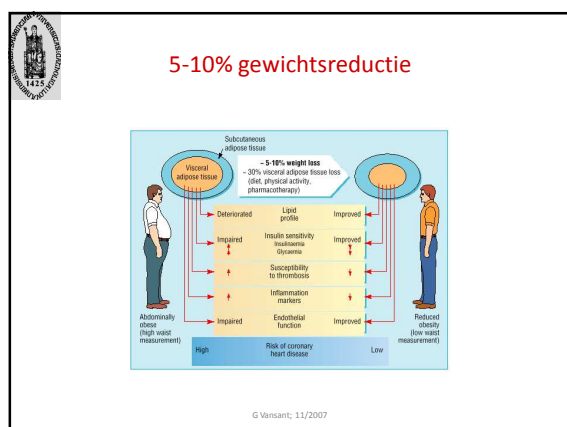 1425
5-10% gewichtsreductie
Subcutaneous
adipose tissue
Visceral
adipose tissue
– 5-10% weight loss
– 30% visceral adipose tissue loss
(diet, physical activity,
pharmacotherapy)
Deteriorated Lipid profile Improved
Impaired Insulin sensitivity Improved
Insulinaemia
Glycaemia
Susceptibility
to thrombosis
Inflammation
markers
Impaired Endothelial function Improved
Abdominally
obese
(high waist
measurement)
Reduced
obesity
(low waist
measurement)
High Risk of coronary heart disease Low
G Vansant; 11/2007